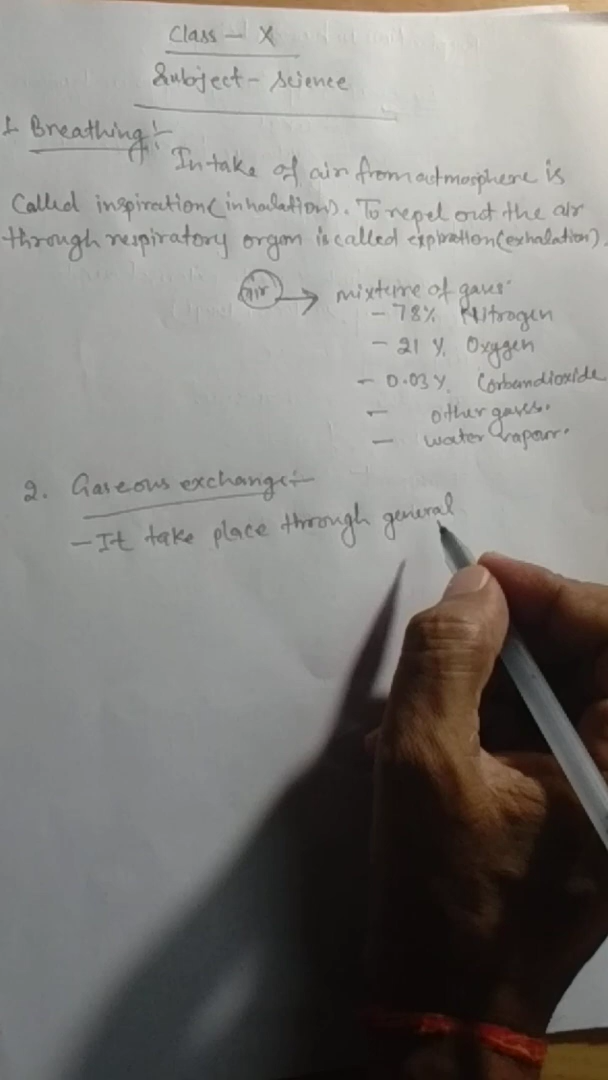 Class - X
Subject - Science
1. Breathing :-
Intake of air from atmosphere is
Called inspiration (inhalation). To repel out the air
through respiratory organ is called expiration (exhalation).
air → mixture of gases
- 78% Nitrogen
- 21 %. Oxygen
- 0.03 %. Carbondioxide
- other gases.
- water vapour.
2. Gaseous exchange :-
- It take place through general